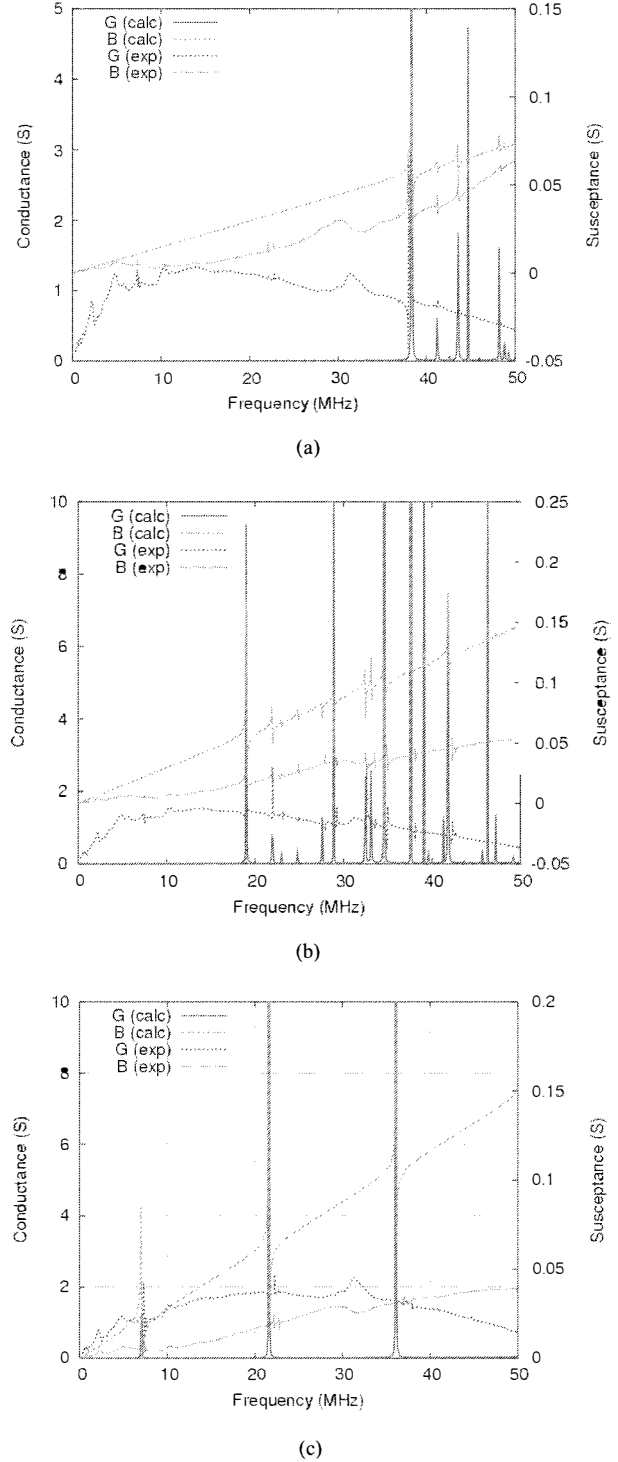 G (calc)
B (calc)
G (exp)
B (exp)
5
4
3
2
1
0
0.15
0.1
0.05
0
-0.05
0 10 20 30 40 50
Conductance (S)
Susceptance (S)
Frequency (MHz)
(a)
G (calc)
B (calc)
G (exp)
B (exp)
10
8
6
4
2
0
0.25
0.2
0.15
0.1
0.05
0
-0.05
0 10 20 30 40 50
Conductance (S)
Susceptance (S)
Frequency (MHz)
(b)
G (calc)
B (calc)
G (exp)
B (exp)
10
8
6
4
2
0
0.2
0.15
0.1
0.05
0
0 10 20 30 40 50
Conductance (S)
Susceptance (S)
Frequency (MHz)
(c)